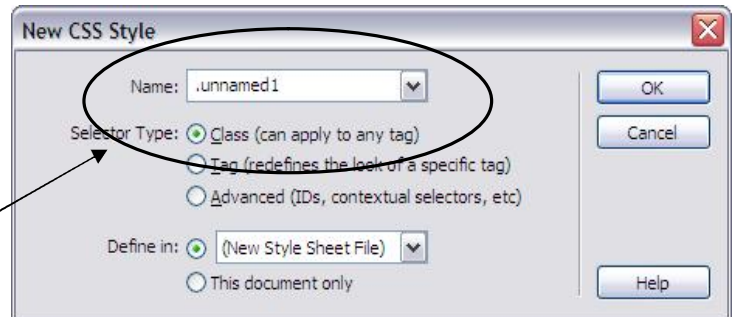 New CSS Style
Name: .unnamed1 OK
Selector Type: Class (can apply to any tag) Cancel
Tag (redefines the look of a specific tag)
Advanced (IDs, contextual selectors, etc)
Define in: (New Style Sheet File)
This document only Help